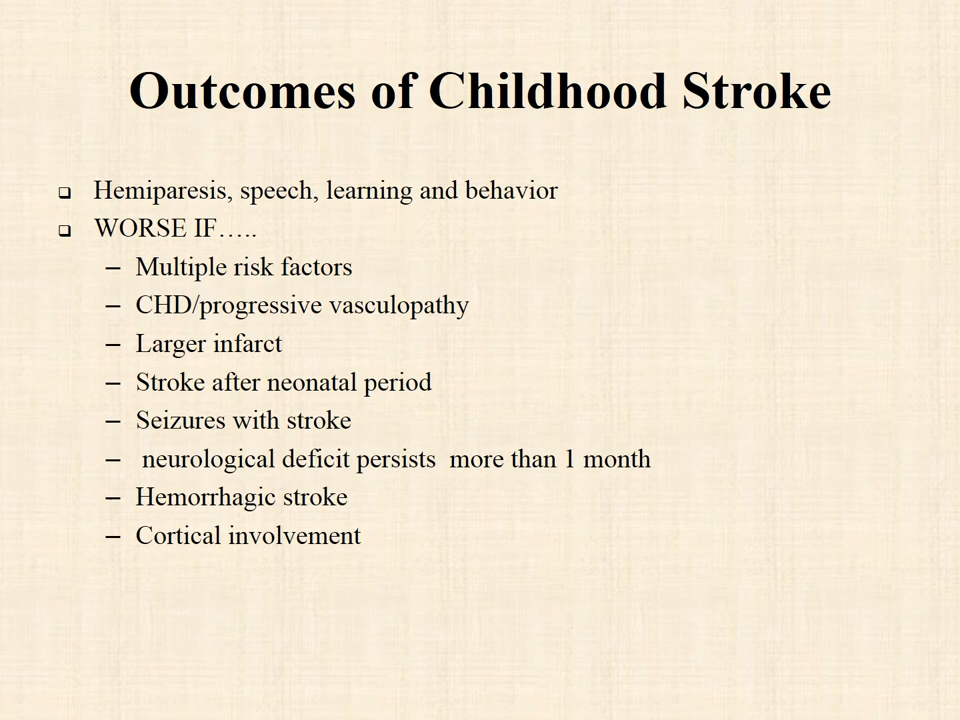 Outcomes of Childhood Stroke
❑ Hemiparesis, speech, learning and behavior
❑ WORSE IF…..
– Multiple risk factors
– CHD/progressive vasculopathy
– Larger infarct
– Stroke after neonatal period
– Seizures with stroke
– neurological deficit persists more than 1 month
– Hemorrhagic stroke
– Cortical involvement